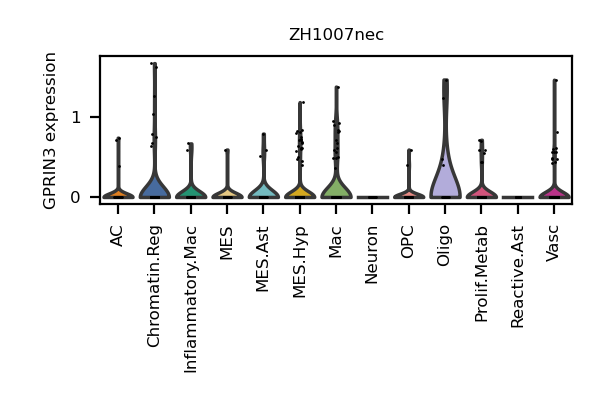 ZH1007nec
GPRIN3 expression
1
0
AC
Chromatin.Reg
Inflammatory.Mac
MES
MES.Ast
MES.Hyp
Mac
Neuron
OPC
Oligo
Prolif.Metab
Reactive.Ast
Vasc